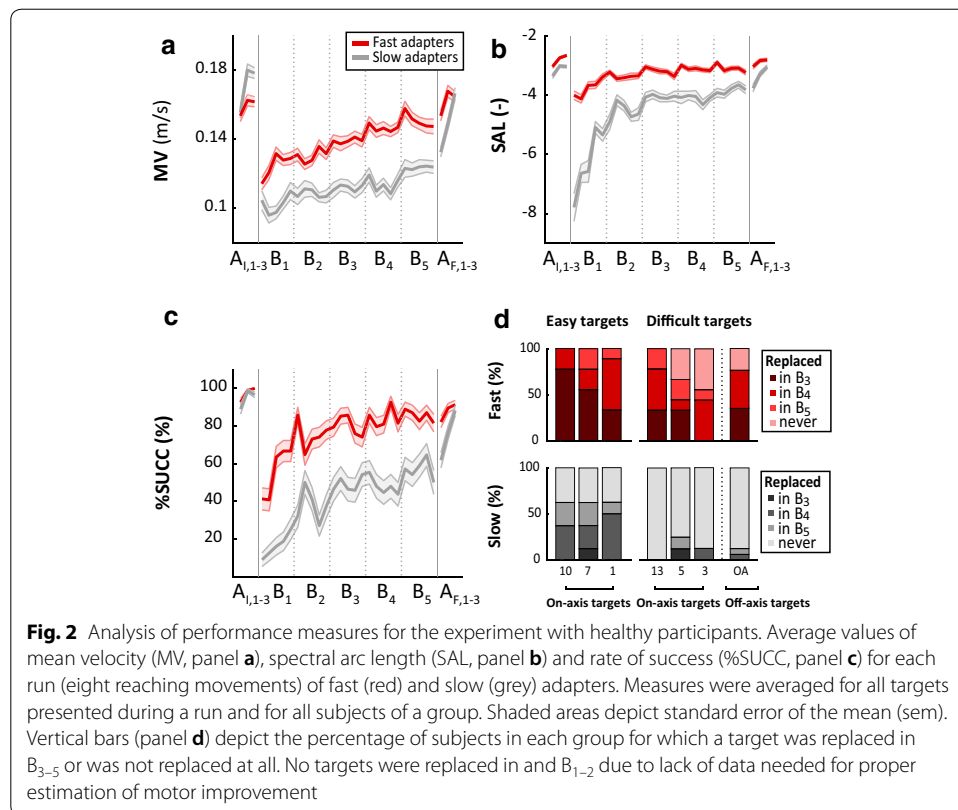 a
Fast adapters
Slow adapters
0.18
0.14
0.1
MV (m/s)
A_I,1-3 B_1 B_2 B_3 B_4 B_5 A_F,1-3
b
-2
-4
-6
-8
SAL (-)
A_I,1-3 B_1 B_2 B_3 B_4 B_5 A_F,1-3
c
100
80
60
40
20
%SUCC (%)
A_I,1-3 B_1 B_2 B_3 B_4 B_5 A_F,1-3
d
Easy targets Difficult targets
100
50
0
Fast (%)
Replaced
in B_3
in B_4
in B_5
never
100
50
0
Slow (%)
Replaced
in B_3
in B_4
in B_5
never
10 7 1 13 5 3 OA
On-axis targets On-axis targets Off-axis targets
Fig. 2 Analysis of performance measures for the experiment with healthy participants. Average values of
mean velocity (MV, panel a), spectral arc length (SAL, panel b) and rate of success (%SUCC, panel c) for each
run (eight reaching movements) of fast (red) and slow (grey) adapters. Measures were averaged for all targets
presented during a run and for all subjects of a group. Shaded areas depict standard error of the mean (sem).
Vertical bars (panel d) depict the percentage of subjects in each group for which a target was replaced in
B_3–5 or was not replaced at all. No targets were replaced in and B_1–2 due to lack of data needed for proper
estimation of motor improvement